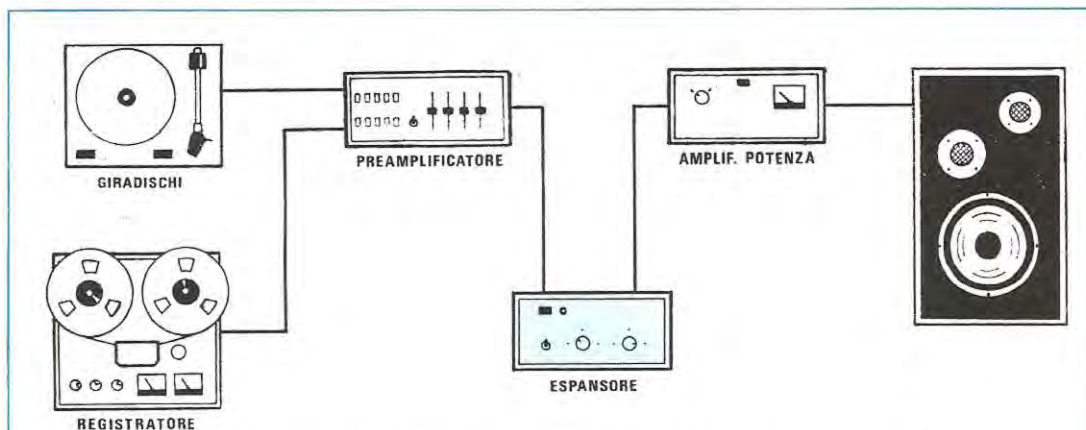 GIRADISCHI
PREAMPLIFICATORE
AMPLIF. POTENZA
ESPANSORE
REGISTRATORE